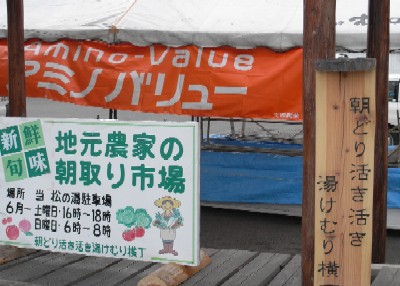 Amino-Value
アミノバリュー
新鮮
旬味
地元農家の
朝取り市場
場所 当 松の湯駐車場
6月~土曜日・16時~18時
日曜日・6時~8時
朝どり活き活き湯けむり横丁
朝どり活き活き
湯けむり横